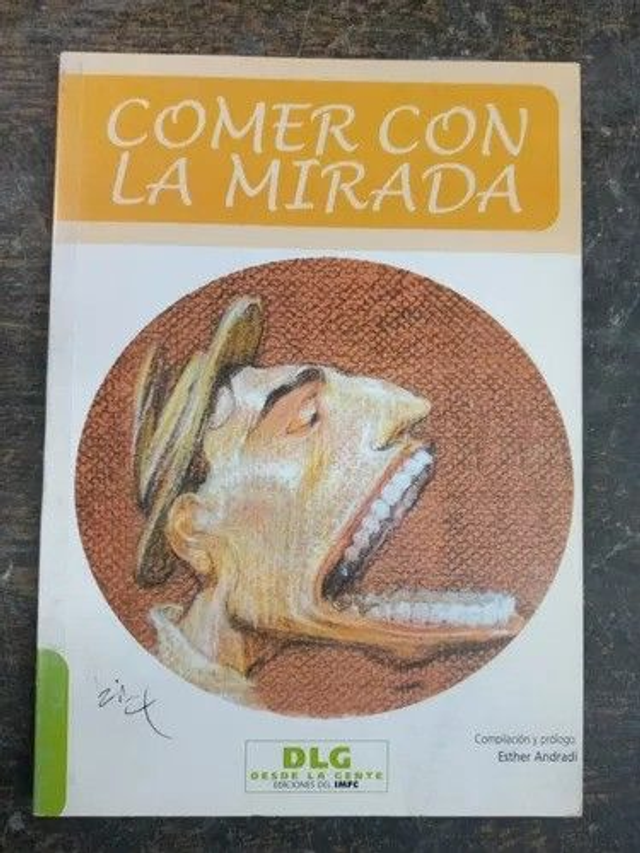 COMER CON
LA MIRADA
Compilación y prólogo:
Esther Andradi
DLG
DESDE LA GENTE
EDICIONES DEL IMFC